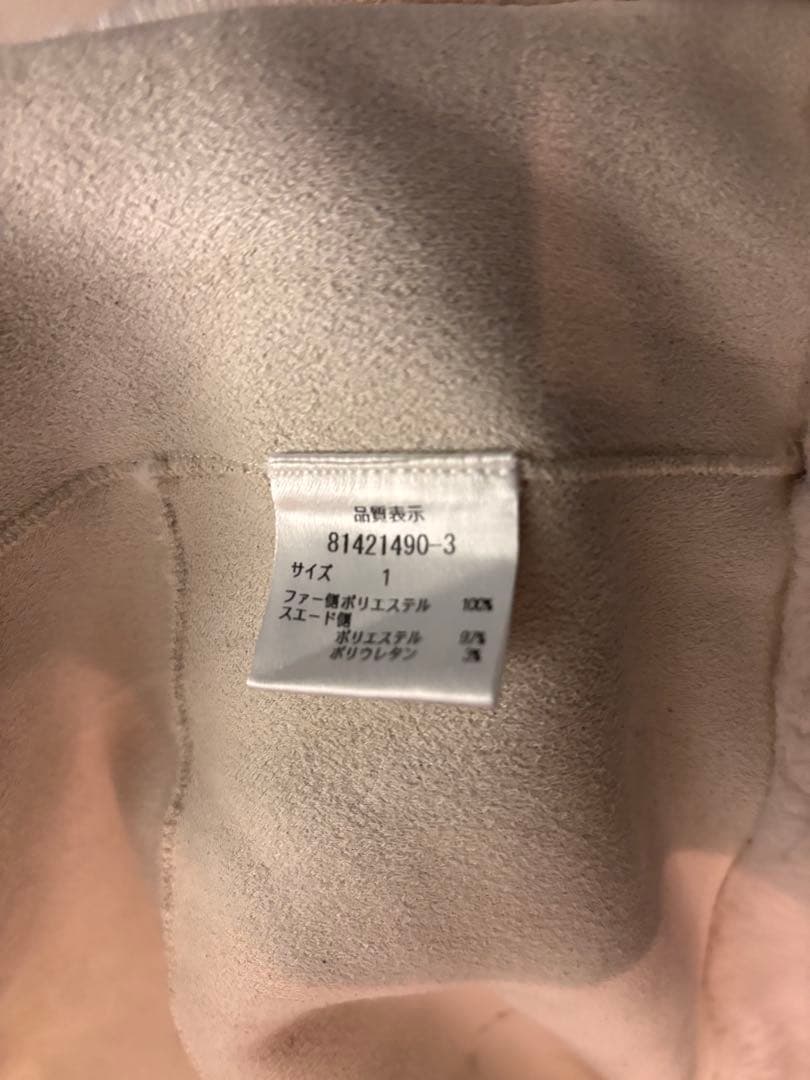 品質表示
81421490-3
サイズ 1
ファー側ポリエステル 100%
スエード側
ポリエステル 97%
ポリウレタン 3%